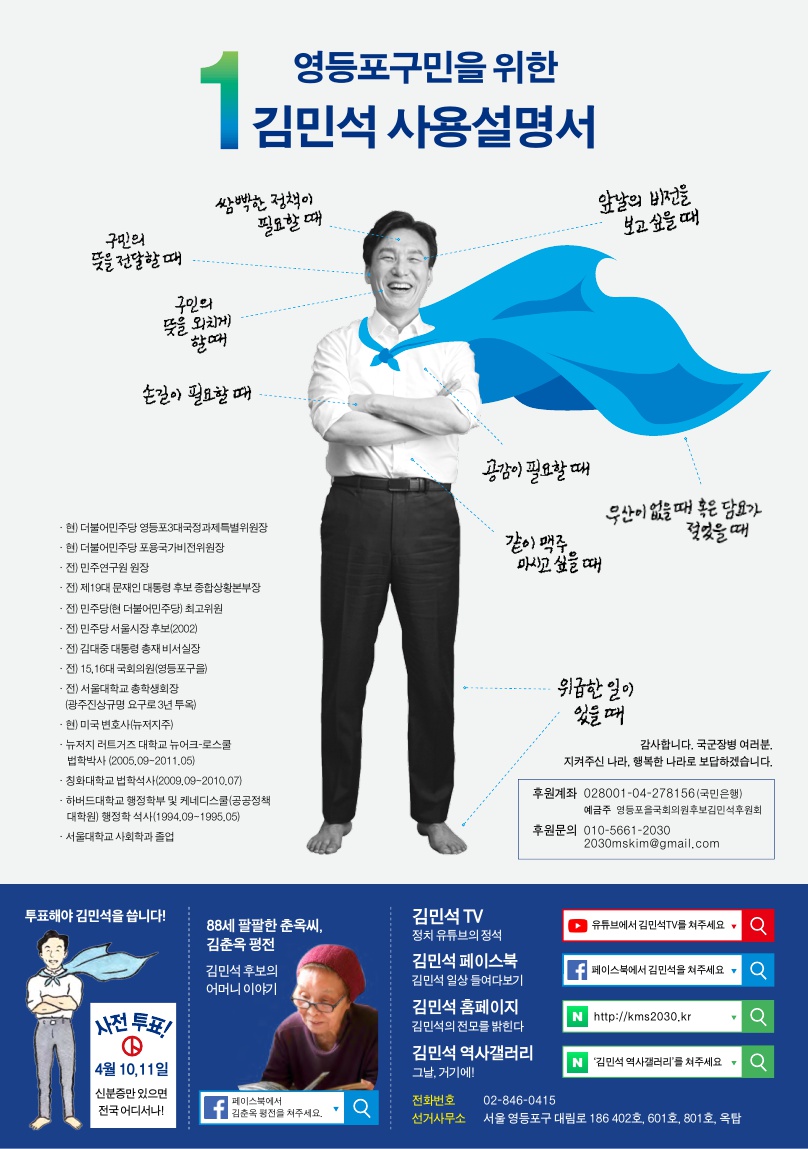 1
영등포구민을 위한
김민석 사용설명서
쌈빡한 정책이
필요할 때
앞날의 비전을
보고 싶을 때
구민의
뜻을 전달할 때
구민의
뜻을 외치게
할 때
손길이 필요할 때
공감이 필요할 때
우산이 없을 때 혹은 담요가
젖었을 때
같이 맥주
마시고 싶을 때
위급한 일이
있을 때
· 현) 더불어민주당 영등포3대국정과제특별위원장
· 현) 더불어민주당 포용국가비전위원장
· 전) 민주연구원 원장
· 전) 제19대 문재인 대통령 후보 종합상황본부장
· 전) 민주당(현 더불어민주당) 최고위원
· 전) 민주당 서울시장 후보(2002)
· 전) 김대중 대통령 총재 비서실장
· 전) 15,16대 국회의원(영등포구을)
· 전) 서울대학교 총학생회장
(광주진상규명 요구로 3년 투옥)
· 현) 미국 변호사(뉴저지주)
· 뉴저지 러트거즈 대학교 뉴어크-로스쿨
법학박사 (2005.09~2011.05)
· 칭화대학교 법학석사(2009.09~2010.07)
· 하버드대학교 행정학부 및 케네디스쿨(공공정책
대학원) 행정학 석사(1994.09~1995.05)
· 서울대학교 사회학과 졸업
감사합니다. 국군장병 여러분.
지켜주신 나라, 행복한 나라로 보답하겠습니다.
후원계좌 028001-04-278156 (국민은행)
예금주 영등포을국회의원후보김민석후원회
후원문의 010-5661-2030
2030mskim@gmail.com
투표해야 김민석을 씁니다!
사전 투표!
4월 10,11일
신분증만 있으면
전국 어디서나!
88세 팔팔한 춘옥씨,
김춘옥 평전
김민석 후보의
어머니 이야기
페이스북에서
김춘옥 평전을 쳐주세요.
김민석 TV
정치 유튜브의 정석
유튜브에서 김민석TV를 쳐주세요
김민석 페이스북
김민석 일상 들여다보기
페이스북에서 김민석을 쳐주세요
김민석 홈페이지
김민석의 전모를 밝힌다
N http://kms2030.kr
김민석 역사갤러리
그날, 거기에!
N '김민석 역사갤러리'를 쳐주세요
전화번호 02-846-0415
선거사무소 서울 영등포구 대림로 186 402호, 601호, 801호, 옥탑